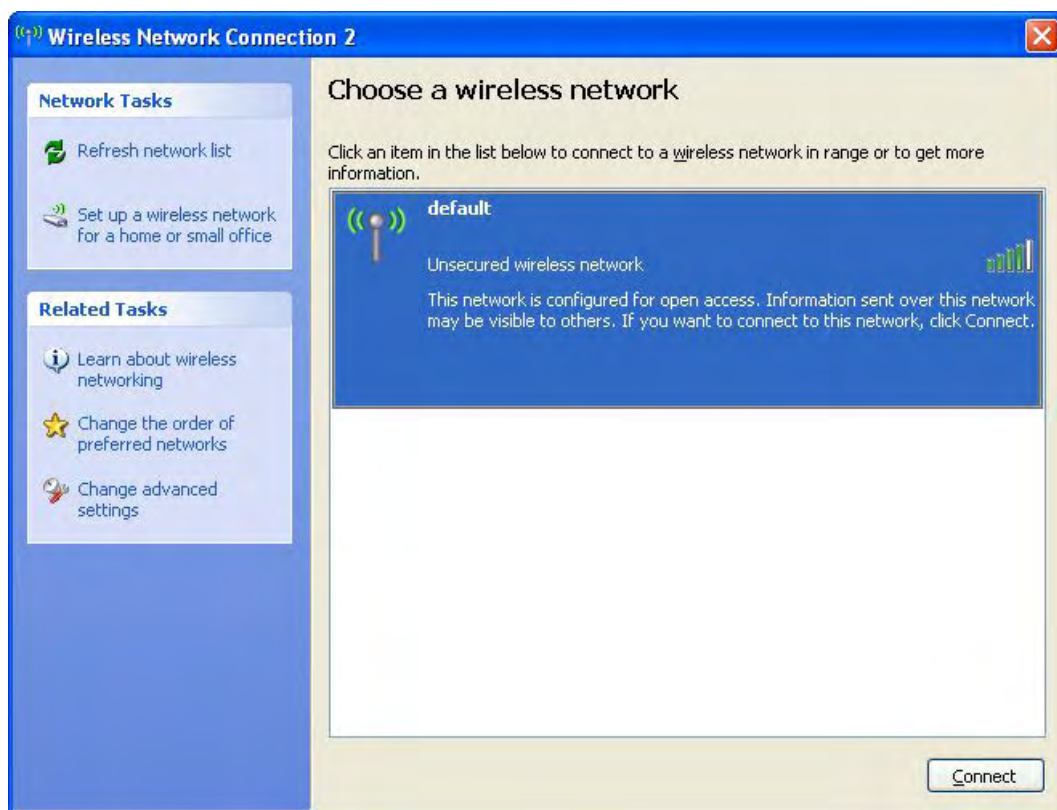 Wireless Network Connection 2
Network Tasks
Refresh network list
Set up a wireless network
for a home or small office
Related Tasks
Learn about wireless
networking
Change the order of
preferred networks
Change advanced
settings
Choose a wireless network
Click an item in the list below to connect to a wireless network in range or to get more
information.
default
Unsecured wireless network
This network is configured for open access. Information sent over this network
may be visible to others. If you want to connect to this network, click Connect.
Connect